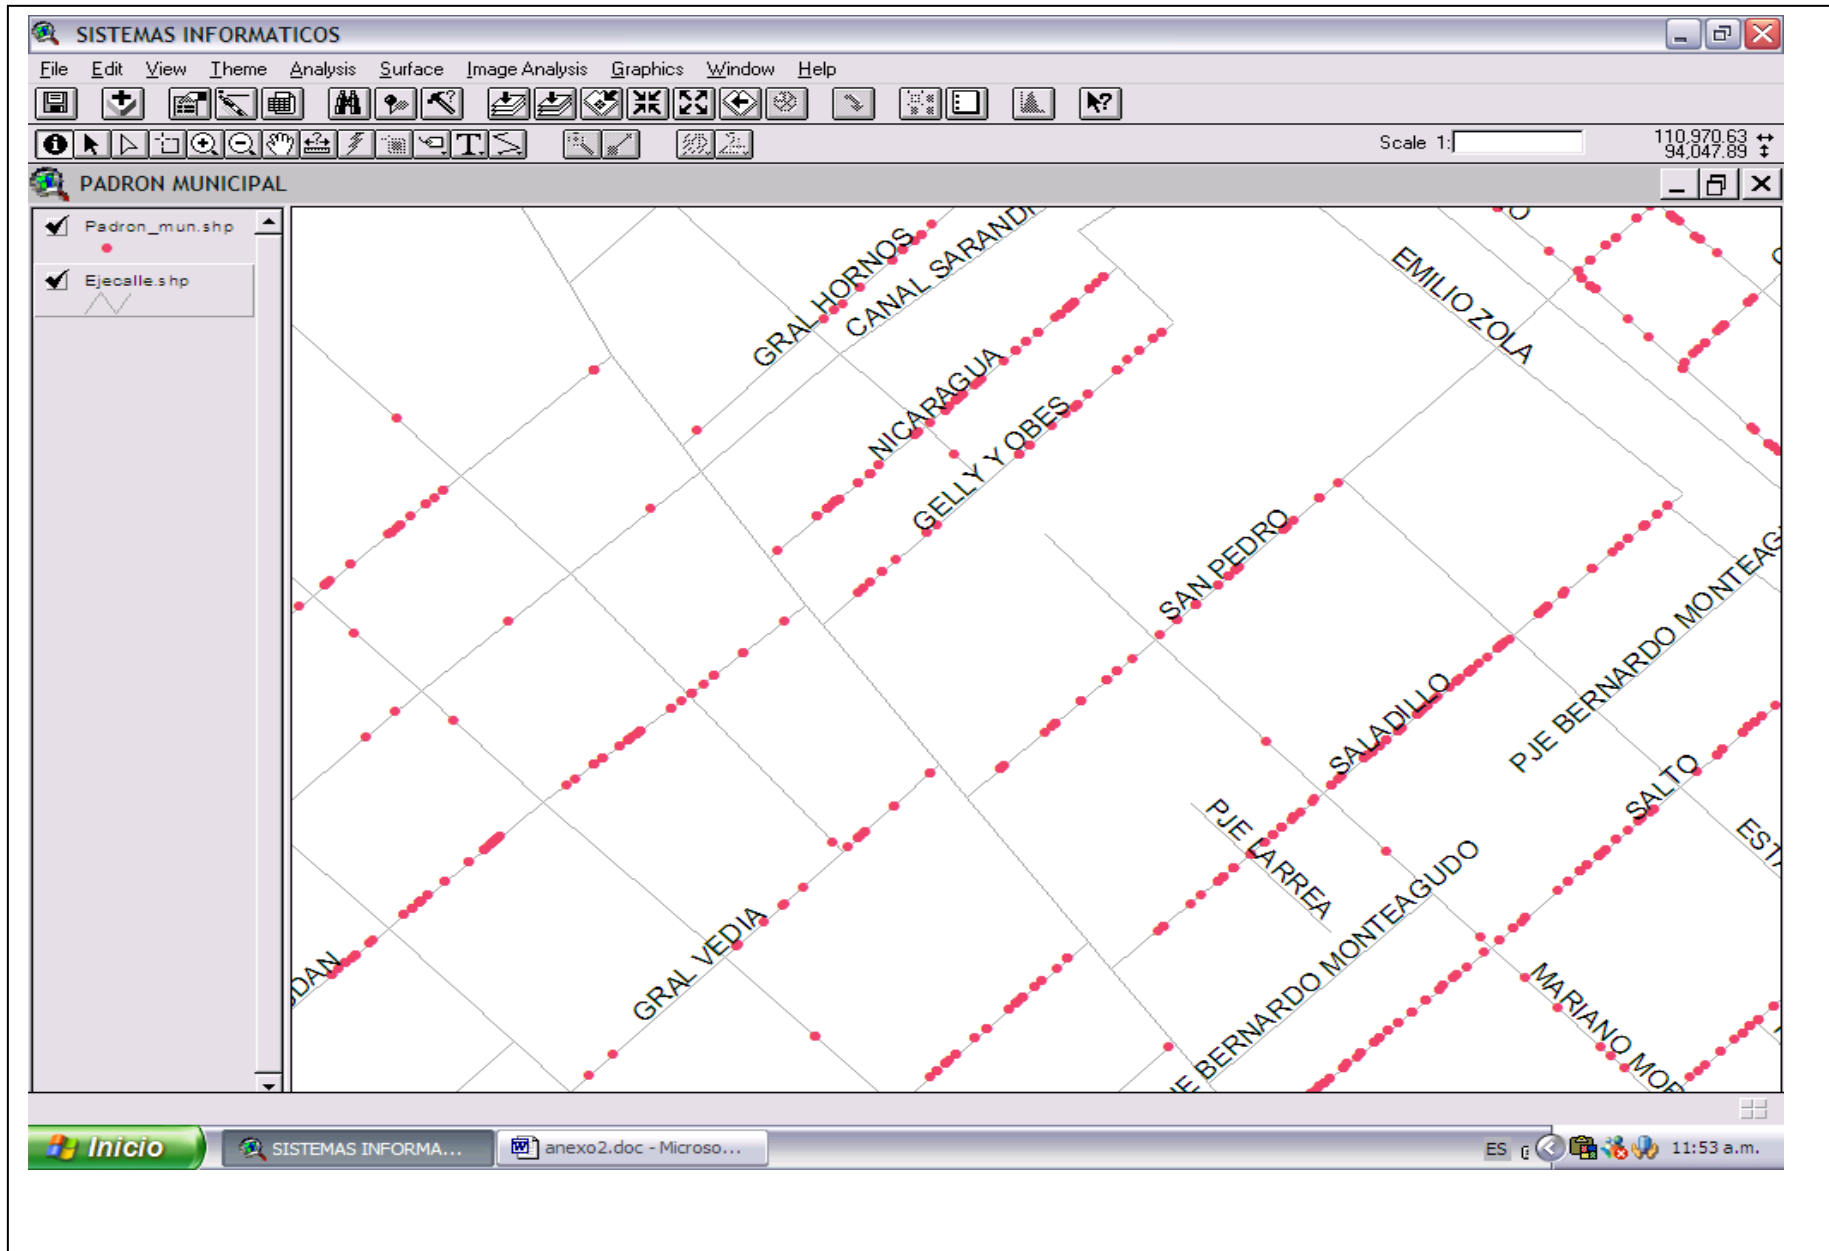 SISTEMAS INFORMATICOS
File Edit View Theme Analysis Surface Image Analysis Graphics Window Help
Scale 1:
110,970.63
94,047.89
PADRON MUNICIPAL
Padron_mun.shp
Ejecalle.shp
GRAL HORNOS
CANAL SARANDI
EMILIO ZOLA
NICARAGUA
GELLY Y OBES
SAN PEDRO
PJE BERNARDO MONTEAG
SALADILLO
SALTO
PJE LARREA
ESTA
GRAL VEDIA
DAN
JE BERNARDO MONTEAGUDO
MARIANO MOR
Inicio
SISTEMAS INFORMA...
anexo2.doc - Microso...
ES
11:53 a.m.